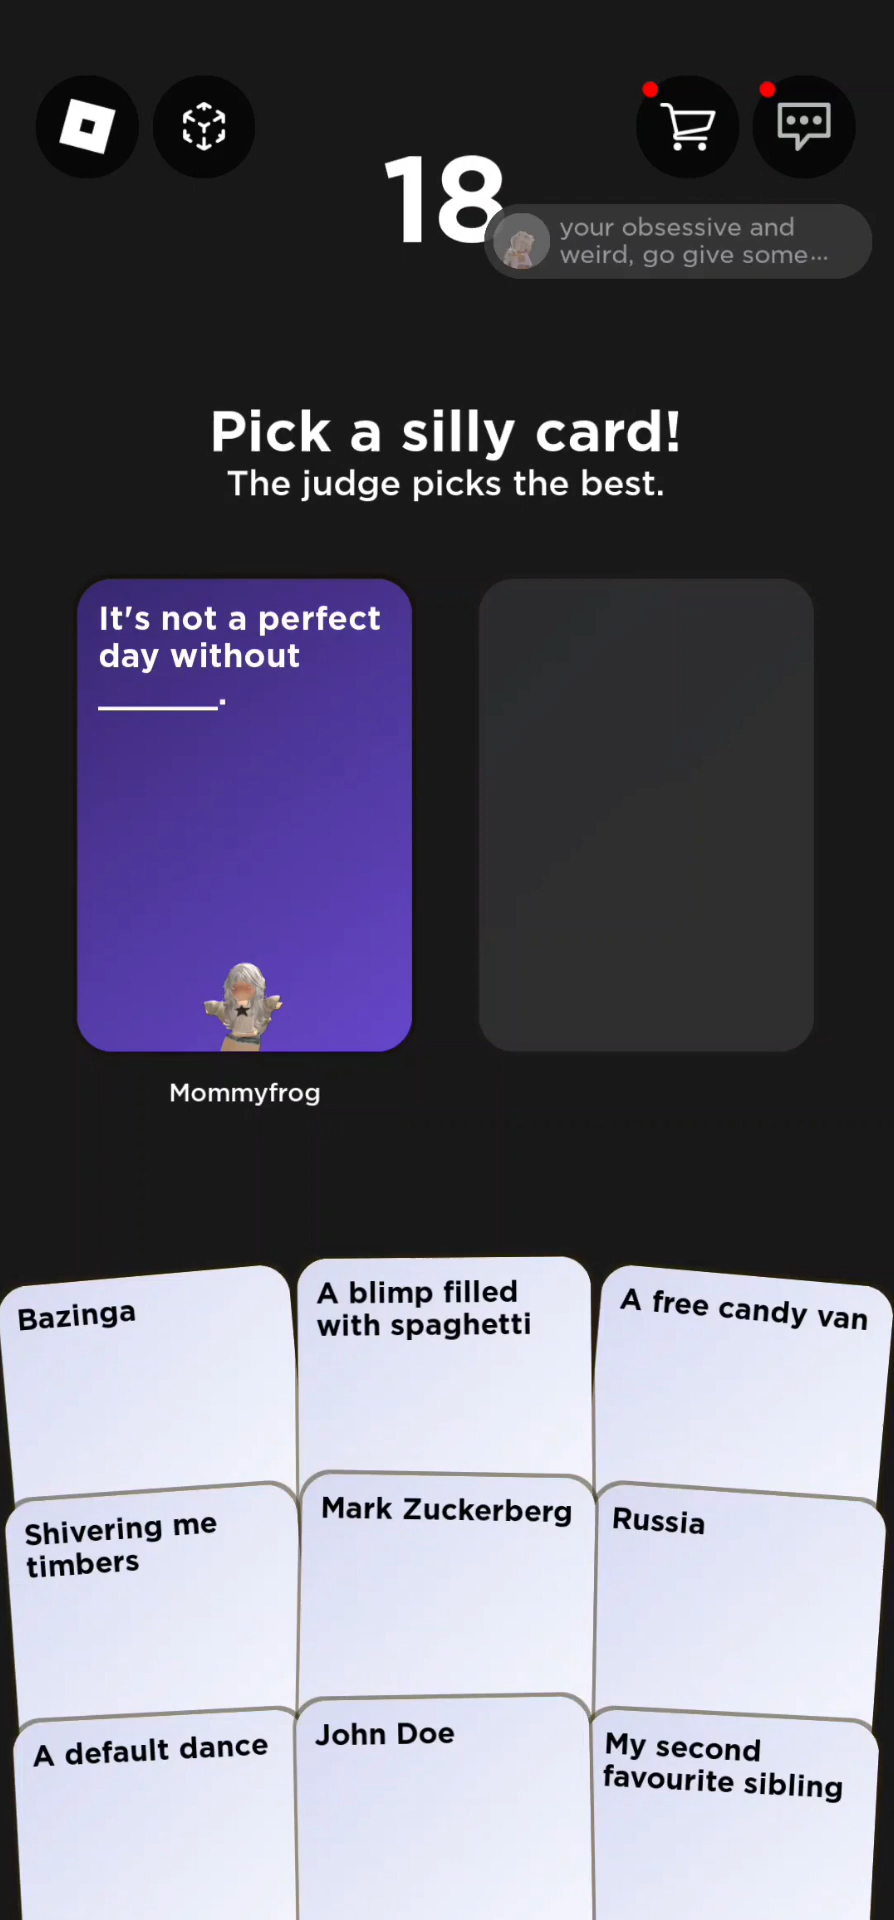 18
your obsessive and
weird, go give some...
Pick a silly card!
The judge picks the best.
It's not a perfect
day without
________.
Mommyfrog
Bazinga
A blimp filled
with spaghetti
A free candy van
Shivering me
timbers
Mark Zuckerberg
Russia
A default dance
John Doe
My second
favourite sibling